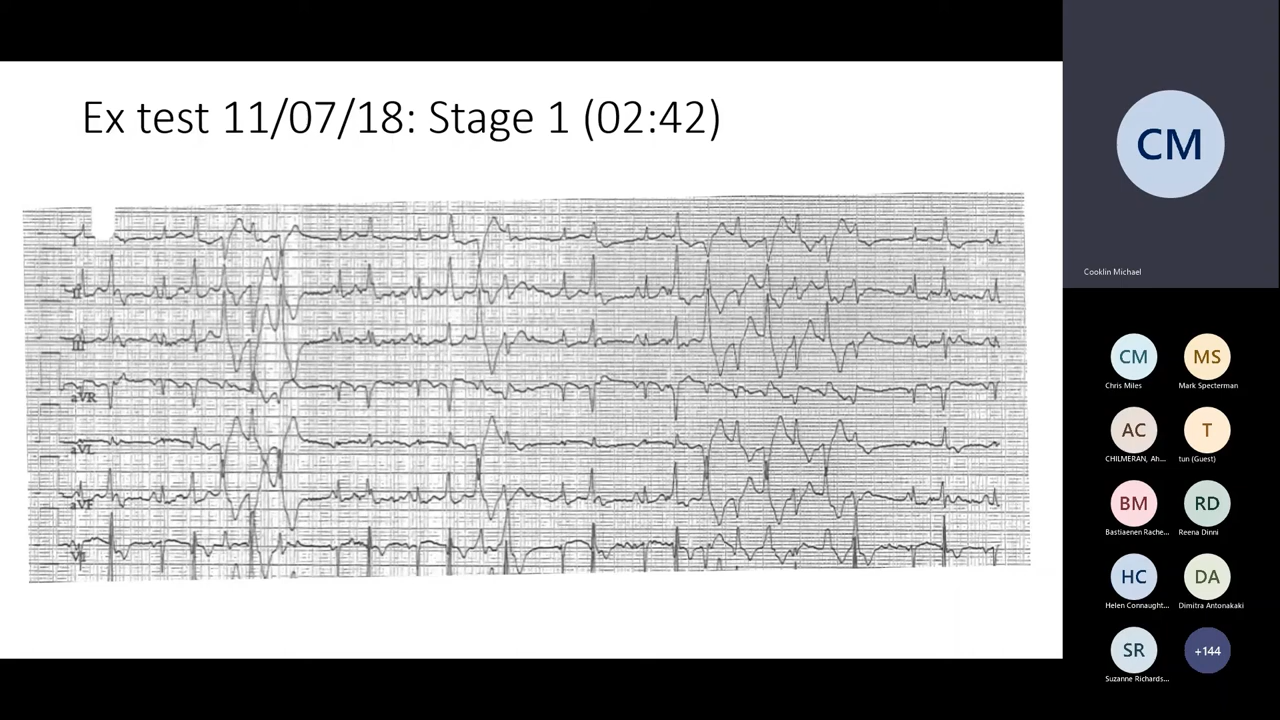 Ex test 11/07/18: Stage 1 (02:42)
I
II
III
aVR
aVL
aVF
CM
Cooklin Michael
CM
Chris Miles
MS
Mark Specterman
AC
CHILMERAN, Ah...
T
tun (Guest)
BM
Bastiaenen Rache...
RD
Reena Dinni
HC
Helen Connaught...
DA
Dimitra Antonakaki
SR
Suzanne Richards...
+144